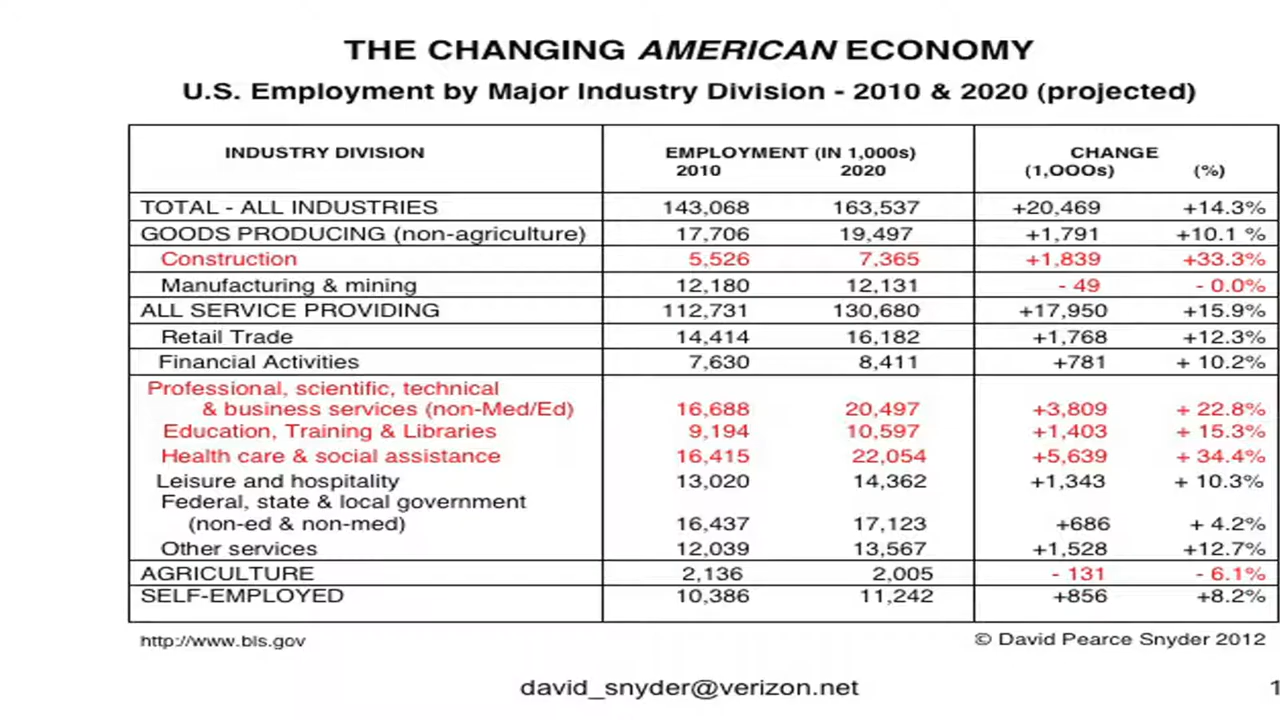 THE CHANGING AMERICAN ECONOMY
U.S. Employment by Major Industry Division - 2010 & 2020 (projected)
INDUSTRY DIVISION EMPLOYMENT (IN 1,000s) CHANGE
2010 2020 (1,OOOs) (%)
TOTAL - ALL INDUSTRIES 143,068 163,537 +20,469 +14.3%
GOODS PRODUCING (non-agriculture) 17,706 19,497 +1,791 +10.1 %
Construction 5,526 7,365 +1,839 +33.3%
Manufacturing & mining 12,180 12,131 - 49 - 0.0%
ALL SERVICE PROVIDING 112,731 130,680 +17,950 +15.9%
Retail Trade 14,414 16,182 +1,768 +12.3%
Financial Activities 7,630 8,411 +781 + 10.2%
Professional, scientific, technical
& business services (non-Med/Ed) 16,688 20,497 +3,809 + 22.8%
Education, Training & Libraries 9,194 10,597 +1,403 + 15.3%
Health care & social assistance 16,415 22,054 +5,639 + 34.4%
Leisure and hospitality 13,020 14,362 +1,343 + 10.3%
Federal, state & local government
(non-ed & non-med) 16,437 17,123 +686 + 4.2%
Other services 12,039 13,567 +1,528 +12.7%
AGRICULTURE 2,136 2,005 - 131 - 6.1%
SELF-EMPLOYED 10,386 11,242 +856 +8.2%
http://www.bls.gov © David Pearce Snyder 2012
david_snyder@verizon.net 1